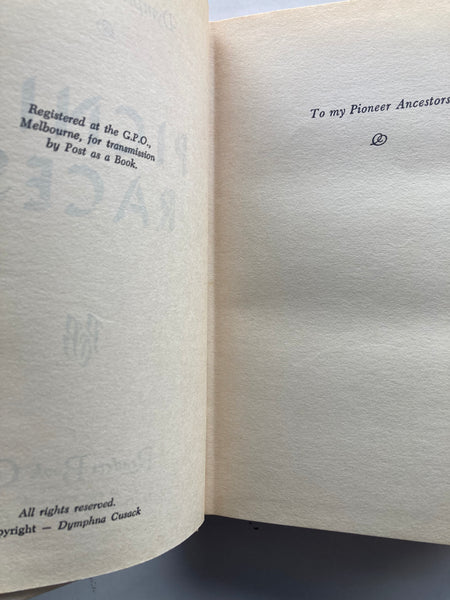 Registered at the G.P.O.,
Melbourne, for transmission
by Post as a Book.
All rights reserved.
pyright — Dymphna Cusack
To my Pioneer Ancestors